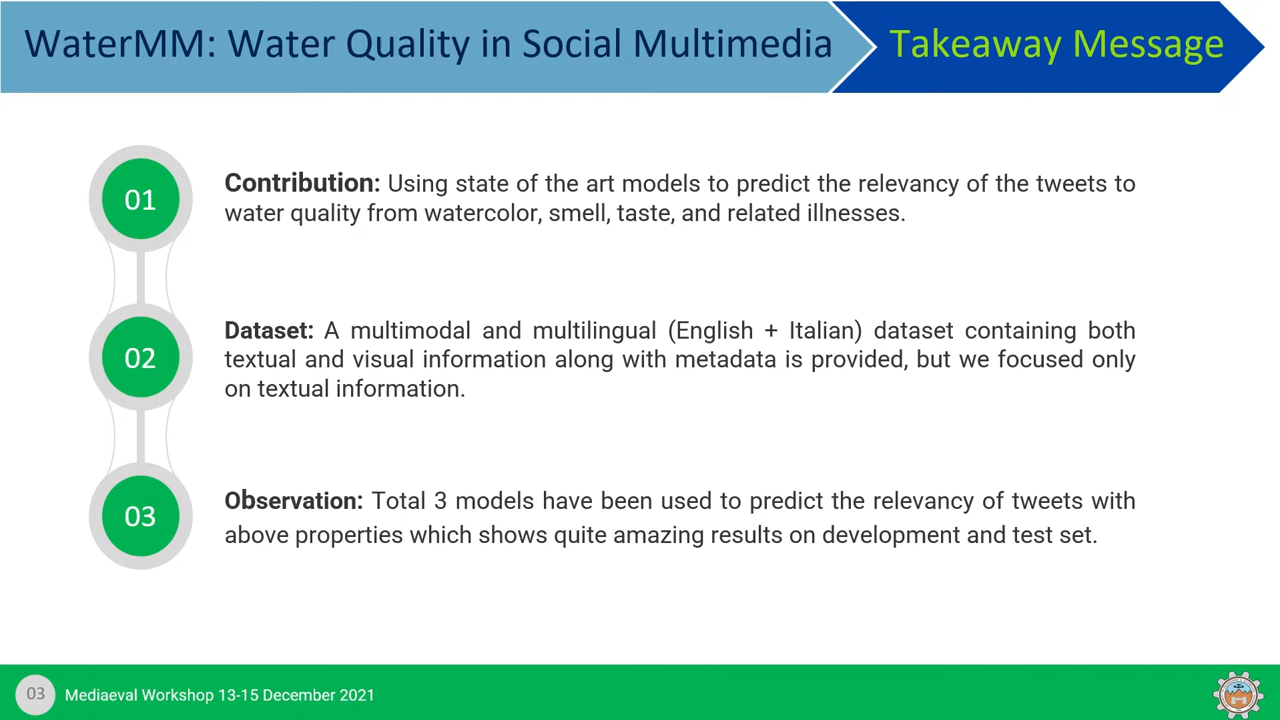 WaterMM: Water Quality in Social Multimedia
Takeaway Message
01
Contribution: Using state of the art models to predict the relevancy of the tweets to
water quality from watercolor, smell, taste, and related illnesses.
02
Dataset: A multimodal and multilingual (English + Italian) dataset containing both
textual and visual information along with metadata is provided, but we focused only
on textual information.
03
Observation: Total 3 models have been used to predict the relevancy of tweets with
above properties which shows quite amazing results on development and test set.
03
Mediaeval Workshop 13-15 December 2021